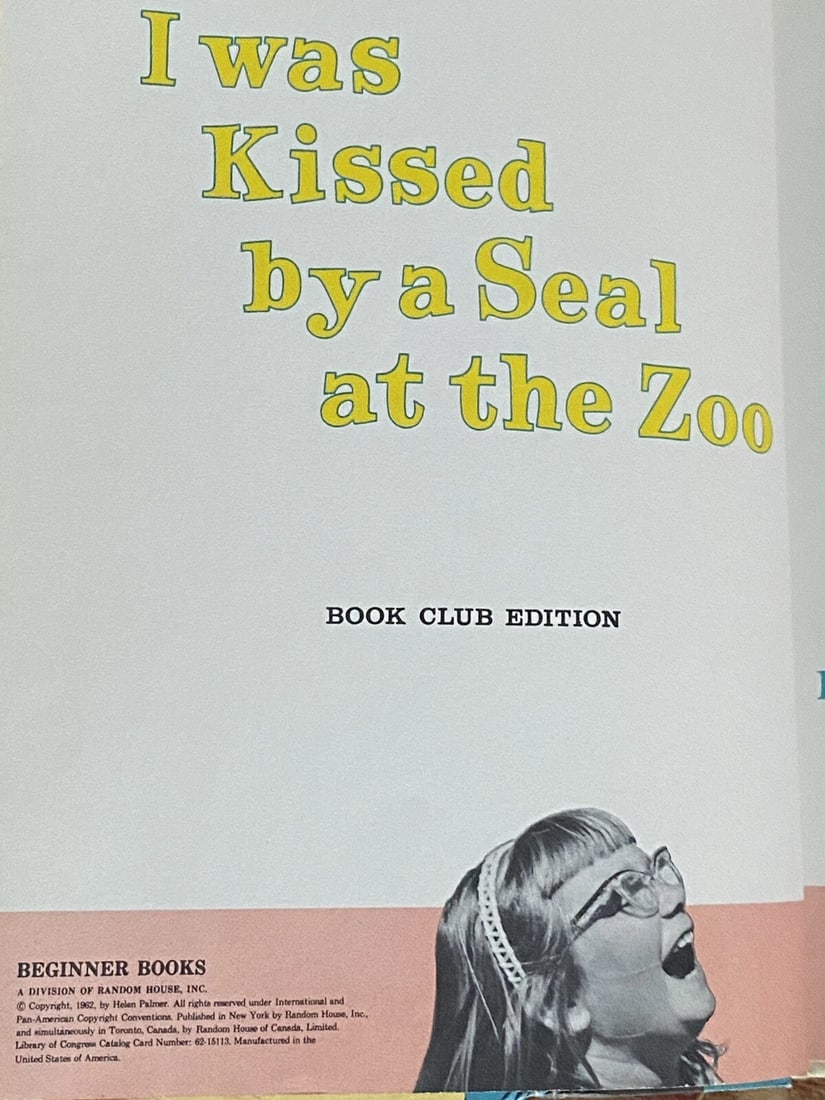 I was
Kissed
by a Seal
at the Zoo
BOOK CLUB EDITION
BEGINNER BOOKS
A DIVISION OF RANDOM HOUSE, INC.
© Copyright, 1962, by Helen Palmer. All rights reserved under International and
Pan-American Copyright Conventions. Published in New York by Random House, Inc.,
and simultaneously in Toronto, Canada, by Random House of Canada, Limited.
Library of Congress Catalog Card Number: 62-15113. Manufactured in the
United States of America.